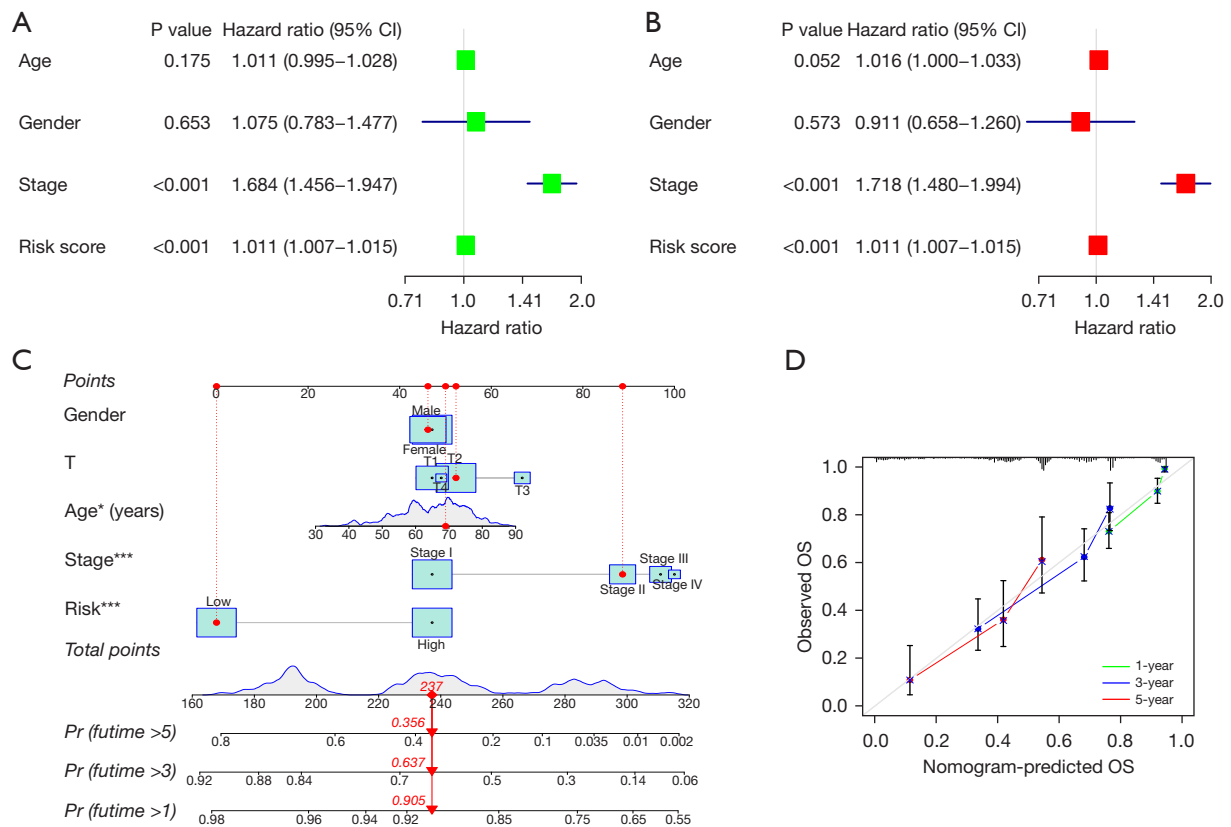 A
P value Hazard ratio (95% CI)
Age 0.175 1.011 (0.995–1.028)
Gender 0.653 1.075 (0.783–1.477)
Stage <0.001 1.684 (1.456–1.947)
Risk score <0.001 1.011 (1.007–1.015)
0.71 1.0 1.41 2.0
Hazard ratio
B
P value Hazard ratio (95% CI)
Age 0.052 1.016 (1.000–1.033)
Gender 0.573 0.911 (0.658–1.260)
Stage <0.001 1.718 (1.480–1.994)
Risk score <0.001 1.011 (1.007–1.015)
0.71 1.0 1.41 2.0
Hazard ratio
C
Points
0 20 40 60 80 100
Gender
Male
Female
T
T1 T2
T4 T3
Age* (years)
30 40 50 60 70 80 90
Stage***
Stage I Stage III
Stage II Stage IV
Risk***
Low
High
Total points
237
160 180 200 220 240 260 280 300 320
0.356
Pr (futime >5)
0.8 0.6 0.4 0.2 0.1 0.035 0.01 0.002
0.637
Pr (futime >3)
0.92 0.88 0.84 0.7 0.5 0.3 0.14 0.06
0.905
Pr (futime >1)
0.98 0.96 0.94 0.92 0.85 0.75 0.65 0.55
D
Observed OS
1.0
0.8
0.6
0.4
0.2
0.0
1-year
3-year
5-year
0.0 0.2 0.4 0.6 0.8 1.0
Nomogram-predicted OS